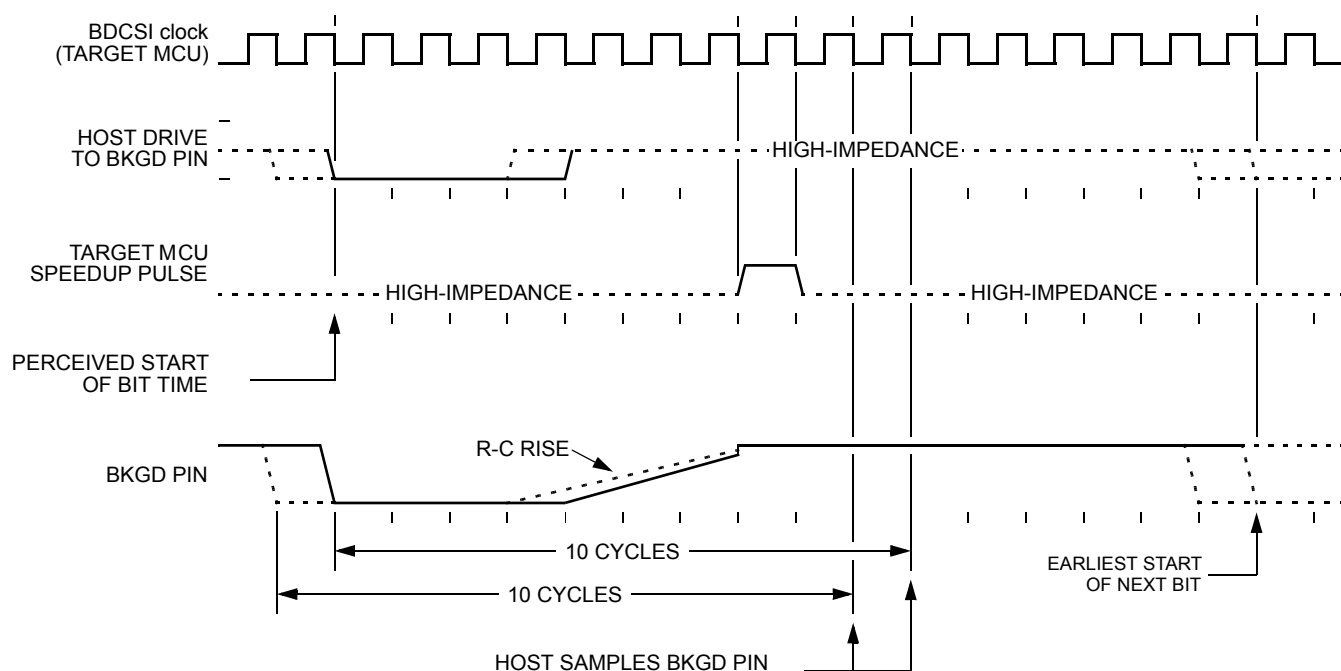 BDCSI clock
(TARGET MCU)
HOST DRIVE
TO BKGD PIN
HIGH-IMPEDANCE
TARGET MCU
SPEEDUP PULSE
HIGH-IMPEDANCE
HIGH-IMPEDANCE
PERCEIVED START
OF BIT TIME
R-C RISE
BKGD PIN
10 CYCLES
EARLIEST START
OF NEXT BIT
10 CYCLES
HOST SAMPLES BKGD PIN